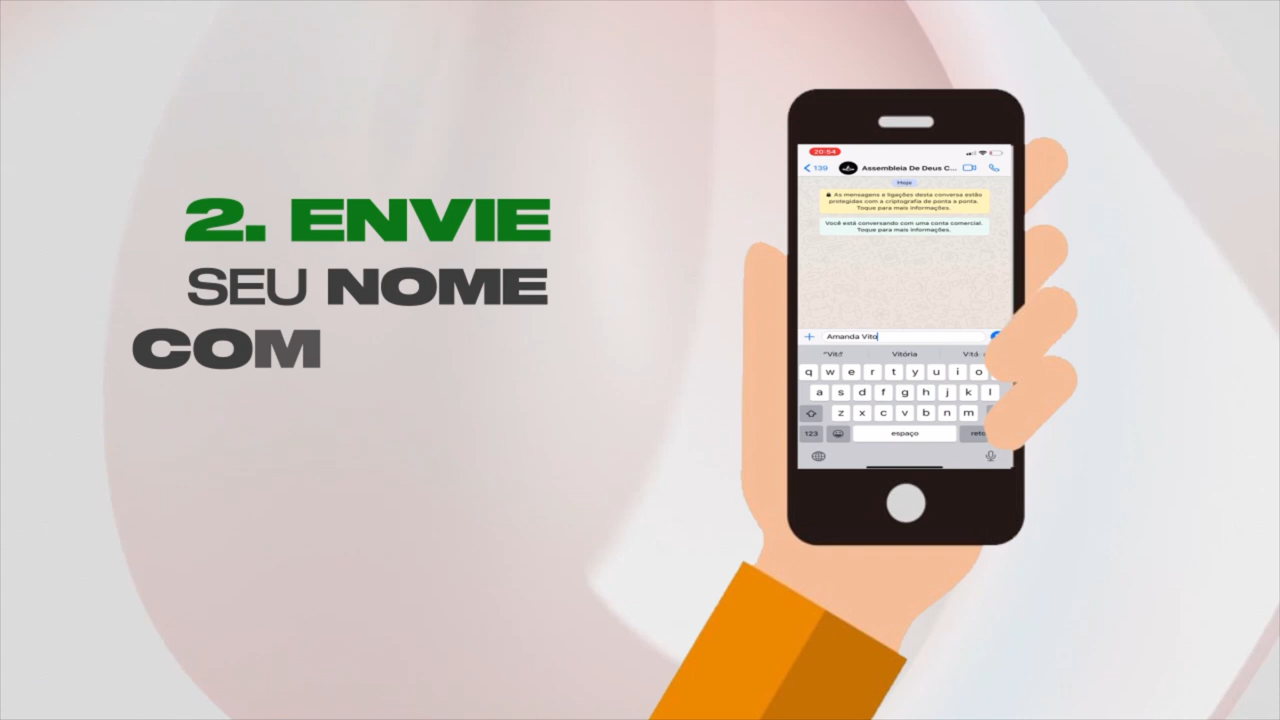 2. ENVIE
SEU NOME
COM
20:54
139
Assembleia De Deus C...
Hoje
As mensagens e ligações desta conversa estão
protegidas com a criptografia de ponta a ponta.
Toque para mais informações.
Você está conversando com uma conta comercial.
Toque para mais informações.
Amanda Vito
Vitória
q w e r t y u i o
a s d f g h j k l
z x c v b n m
123
espaço